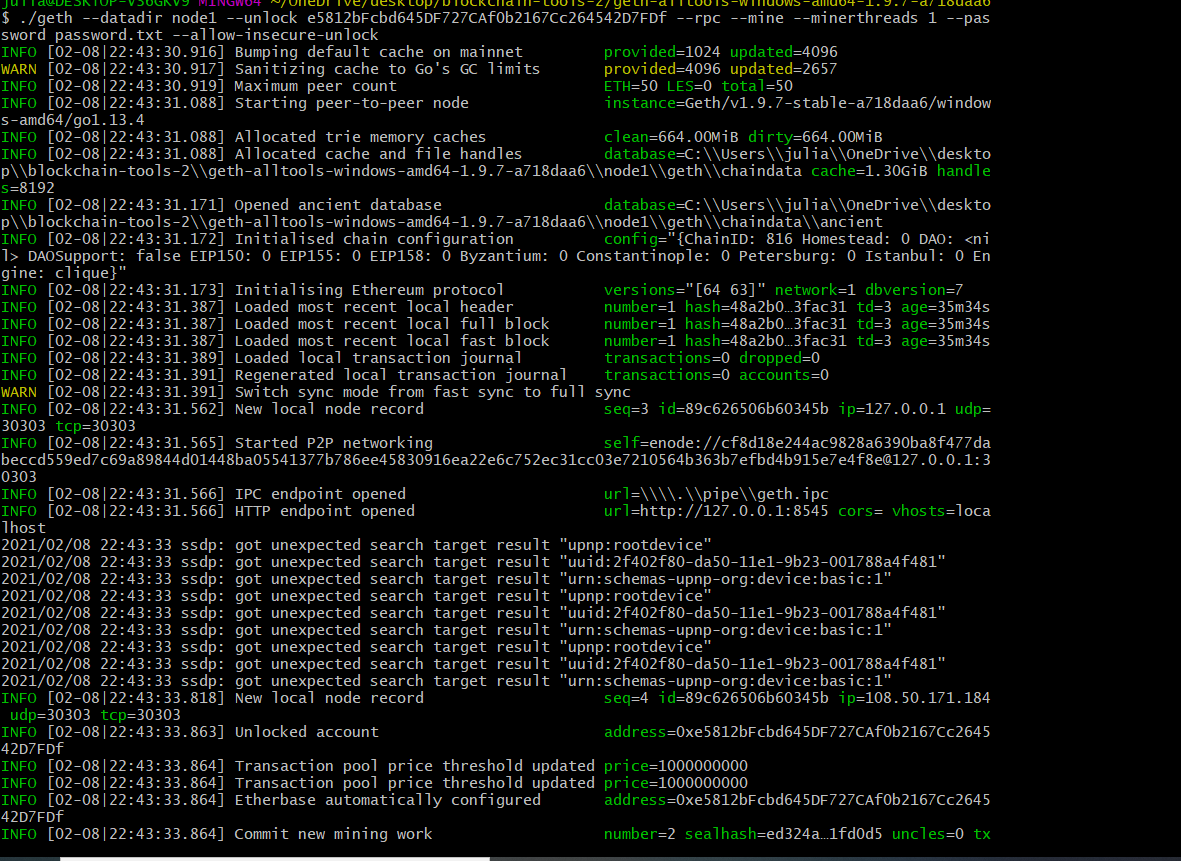 julia@DESKTOP-VS6GKV9 MINGW64 ~/OneDrive/desktop/blockchain-tools-2/geth-alltools-windows-amd64-1.9.7-a718daa6
$ ./geth --datadir node1 --unlock e5812bFcbd645DF727CAf0b2167Cc264542D7FDf --rpc --mine --minerthreads 1 --pas
sword password.txt --allow-insecure-unlock
INFO [02-08|22:43:30.916] Bumping default cache on mainnet provided=1024 updated=4096
WARN [02-08|22:43:30.917] Sanitizing cache to Go's GC limits provided=4096 updated=2657
INFO [02-08|22:43:30.919] Maximum peer count ETH=50 LES=0 total=50
INFO [02-08|22:43:31.088] Starting peer-to-peer node instance=Geth/v1.9.7-stable-a718daa6/window
s-amd64/go1.13.4
INFO [02-08|22:43:31.088] Allocated trie memory caches clean=664.00MiB dirty=664.00MiB
INFO [02-08|22:43:31.088] Allocated cache and file handles database=C:\\Users\\julia\\OneDrive\\deskto
p\\blockchain-tools-2\\geth-alltools-windows-amd64-1.9.7-a718daa6\\node1\\geth\\chaindata cache=1.30GiB handle
s=8192
INFO [02-08|22:43:31.171] Opened ancient database database=C:\\Users\\julia\\OneDrive\\deskto
p\\blockchain-tools-2\\geth-alltools-windows-amd64-1.9.7-a718daa6\\node1\\geth\\chaindata\\ancient
INFO [02-08|22:43:31.172] Initialised chain configuration config="{ChainID: 816 Homestead: 0 DAO: <ni
l> DAOSupport: false EIP150: 0 EIP155: 0 EIP158: 0 Byzantium: 0 Constantinople: 0 Petersburg: 0 Istanbul: 0 En
gine: clique}"
INFO [02-08|22:43:31.173] Initialising Ethereum protocol versions="[64 63]" network=1 dbversion=7
INFO [02-08|22:43:31.387] Loaded most recent local header number=1 hash=48a2b0…3fac31 td=3 age=35m34s
INFO [02-08|22:43:31.387] Loaded most recent local full block number=1 hash=48a2b0…3fac31 td=3 age=35m34s
INFO [02-08|22:43:31.387] Loaded most recent local fast block number=1 hash=48a2b0…3fac31 td=3 age=35m34s
INFO [02-08|22:43:31.389] Loaded local transaction journal transactions=0 dropped=0
INFO [02-08|22:43:31.391] Regenerated local transaction journal transactions=0 accounts=0
WARN [02-08|22:43:31.391] Switch sync mode from fast sync to full sync
INFO [02-08|22:43:31.562] New local node record seq=3 id=89c626506b60345b ip=127.0.0.1 udp=
30303 tcp=30303
INFO [02-08|22:43:31.565] Started P2P networking self=enode://cf8d18e244ac9828a6390ba8f477da
beccd559ed7c69a89844d01448ba05541377b786ee45830916ea22e6c752ec31cc03e7210564b363b7efbd4b915e7e4f8e@127.0.0.1:3
0303
INFO [02-08|22:43:31.566] IPC endpoint opened url=\\\\.\\pipe\\geth.ipc
INFO [02-08|22:43:31.566] HTTP endpoint opened url=http://127.0.0.1:8545 cors= vhosts=loca
lhost
2021/02/08 22:43:33 ssdp: got unexpected search target result "upnp:rootdevice"
2021/02/08 22:43:33 ssdp: got unexpected search target result "uuid:2f402f80-da50-11e1-9b23-001788a4f481"
2021/02/08 22:43:33 ssdp: got unexpected search target result "urn:schemas-upnp-org:device:basic:1"
2021/02/08 22:43:33 ssdp: got unexpected search target result "upnp:rootdevice"
2021/02/08 22:43:33 ssdp: got unexpected search target result "uuid:2f402f80-da50-11e1-9b23-001788a4f481"
2021/02/08 22:43:33 ssdp: got unexpected search target result "urn:schemas-upnp-org:device:basic:1"
2021/02/08 22:43:33 ssdp: got unexpected search target result "upnp:rootdevice"
2021/02/08 22:43:33 ssdp: got unexpected search target result "uuid:2f402f80-da50-11e1-9b23-001788a4f481"
2021/02/08 22:43:33 ssdp: got unexpected search target result "urn:schemas-upnp-org:device:basic:1"
INFO [02-08|22:43:33.818] New local node record seq=4 id=89c626506b60345b ip=108.50.171.184
udp=30303 tcp=30303
INFO [02-08|22:43:33.863] Unlocked account address=0xe5812bFcbd645DF727CAf0b2167Cc2645
42D7FDf
INFO [02-08|22:43:33.864] Transaction pool price threshold updated price=1000000000
INFO [02-08|22:43:33.864] Transaction pool price threshold updated price=1000000000
INFO [02-08|22:43:33.864] Etherbase automatically configured address=0xe5812bFcbd645DF727CAf0b2167Cc2645
42D7FDf
INFO [02-08|22:43:33.864] Commit new mining work number=2 sealhash=ed324a…1fd0d5 uncles=0 tx